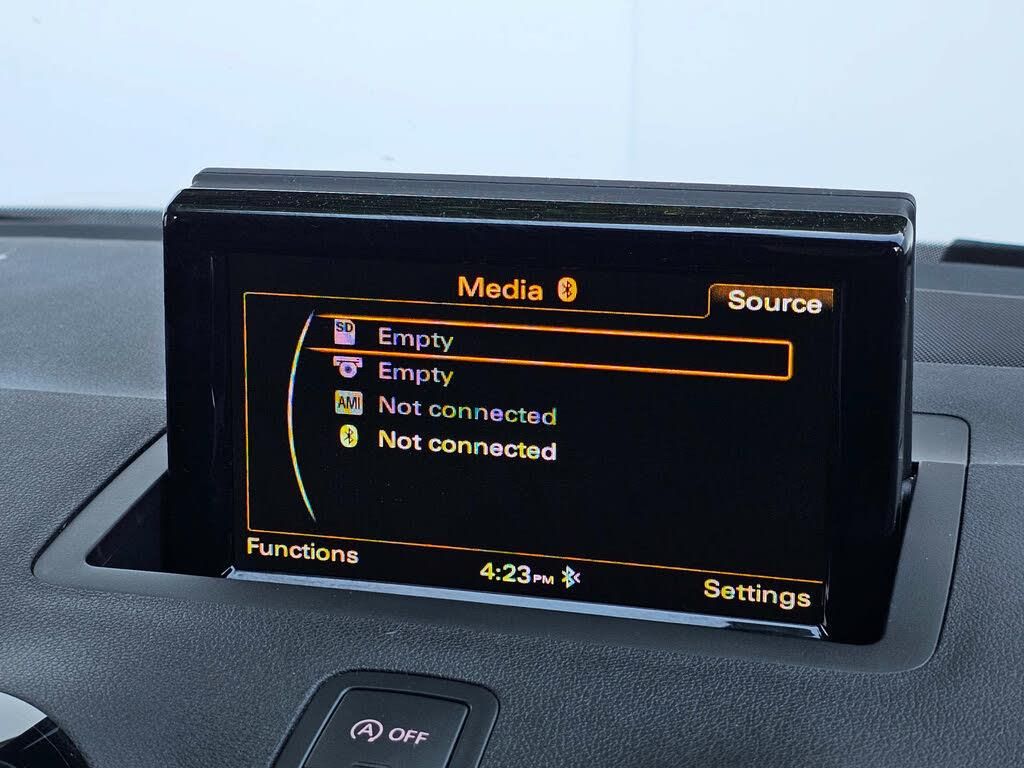 Media
Source
SD Empty
Empty
AMI Not connected
Not connected
Functions
4:23PM
Settings
A OFF